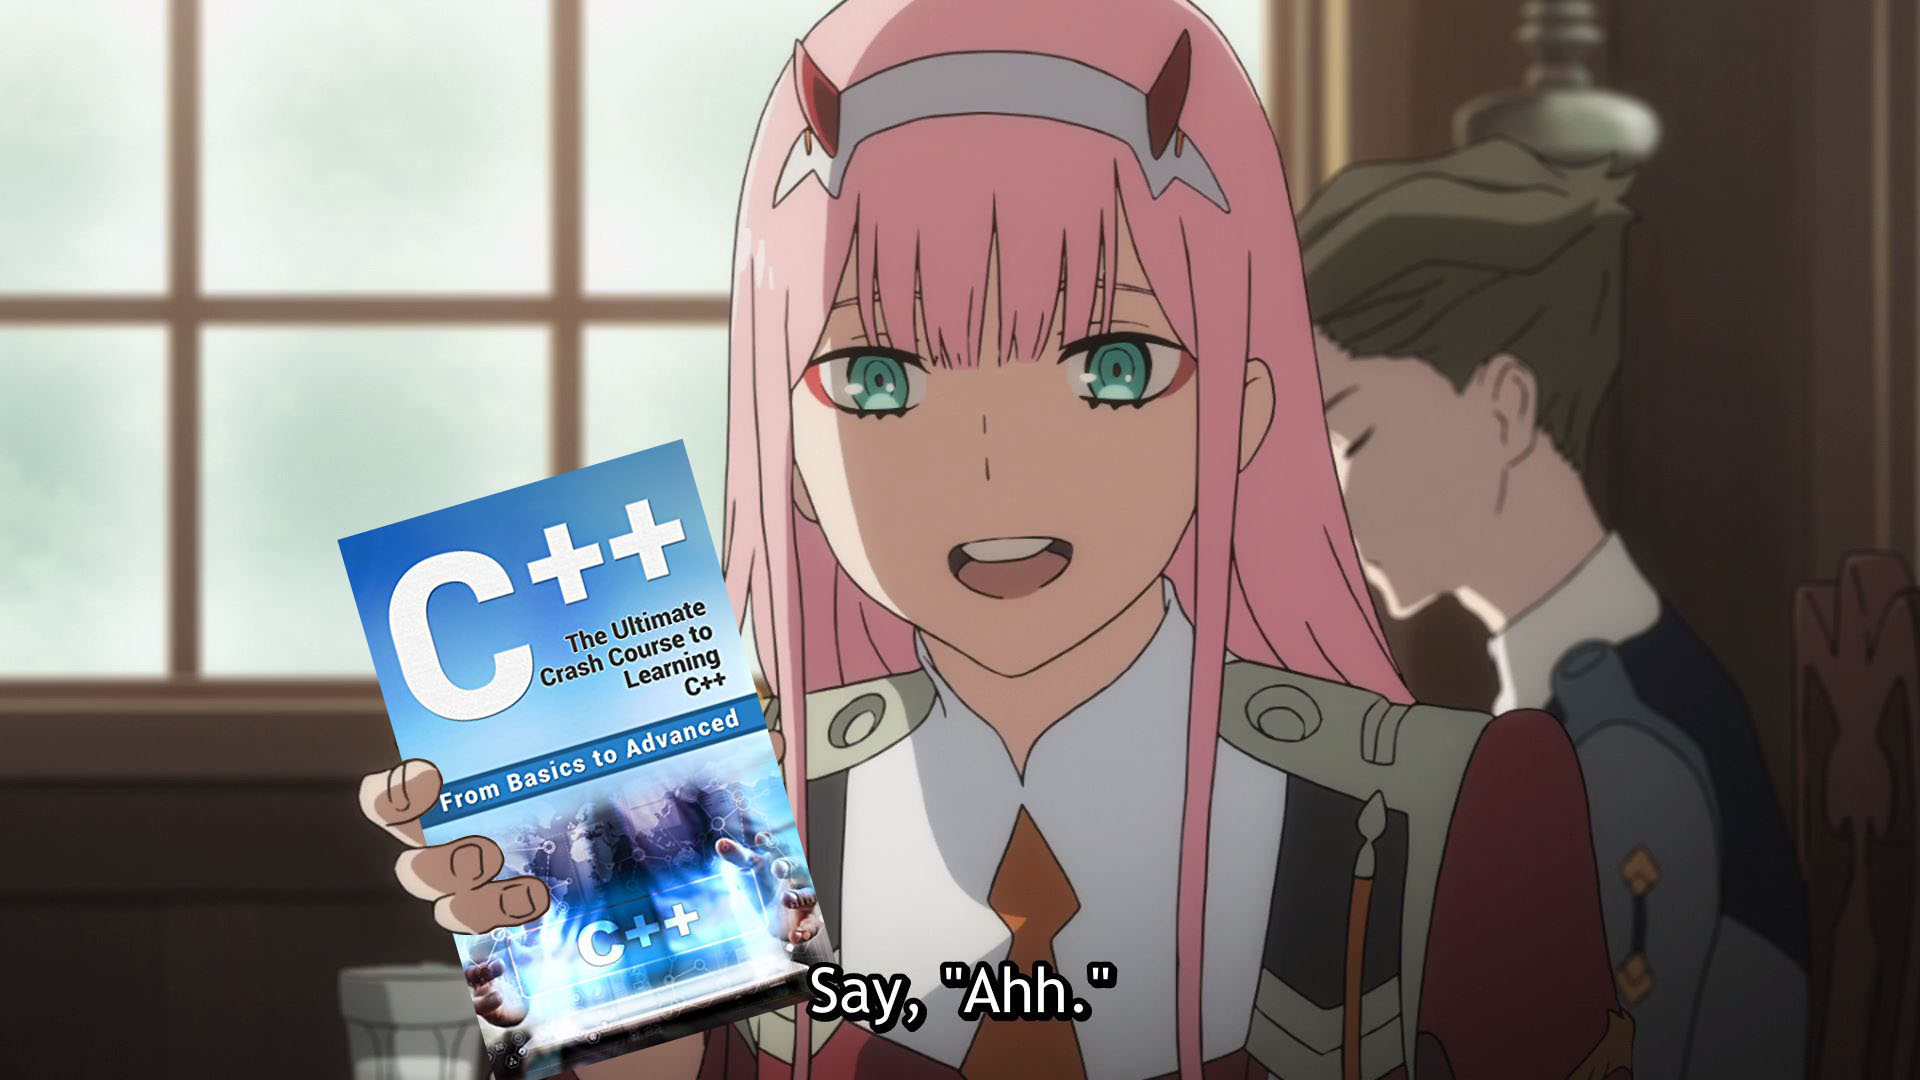 C++
The Ultimate
Crash Course to
Learning
C++
From Basics to Advanced
C++
Say, "Ahh."